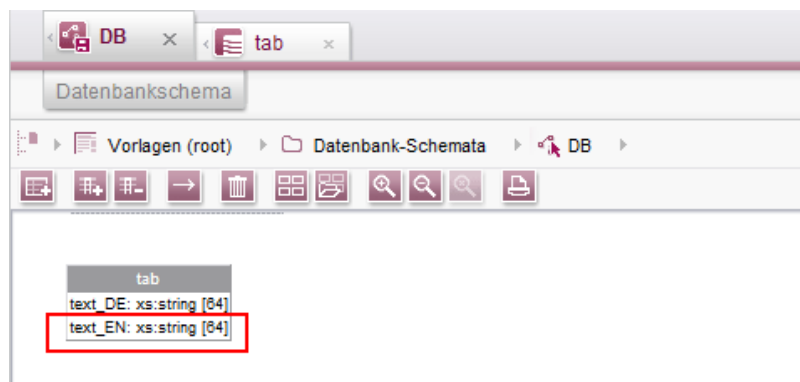 DB
tab
Datenbankschema
Vorlagen (root) Datenbank-Schemata DB
tab
text_DE: xs:string [64]
text_EN: xs:string [64]